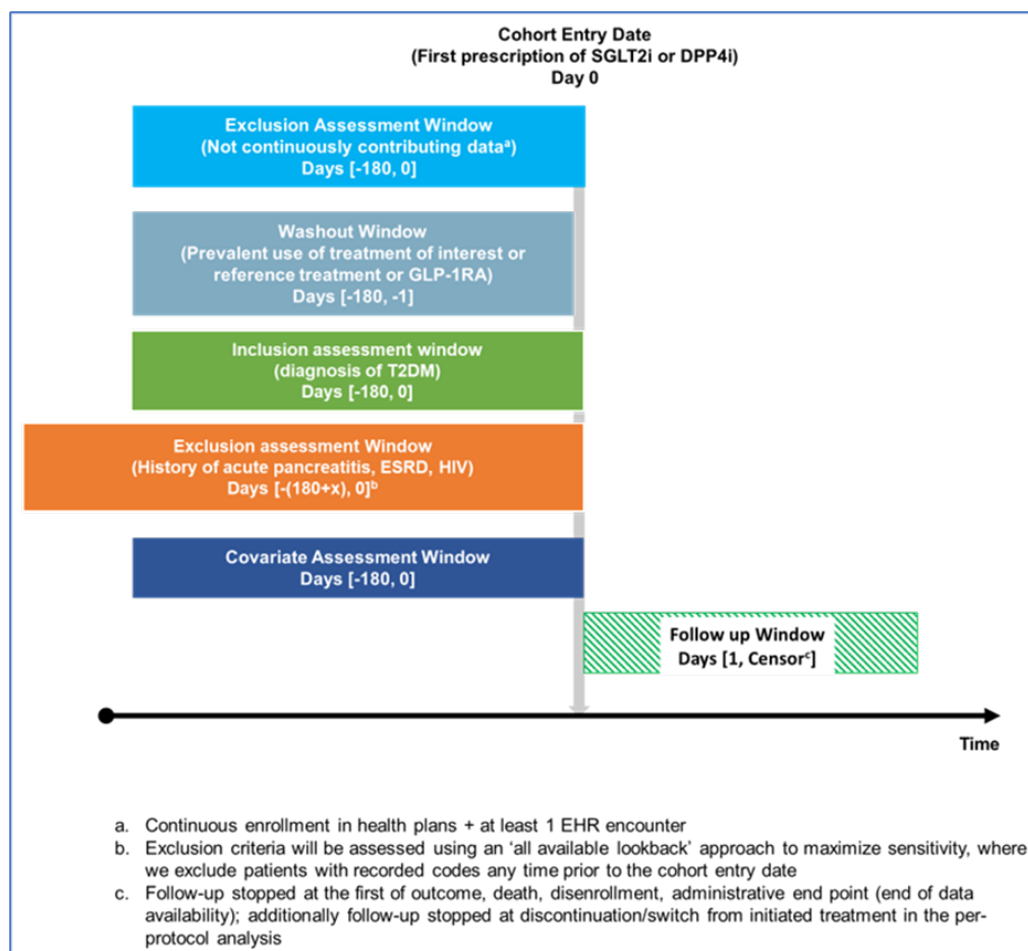 Cohort Entry Date
(First prescription of SGLT2i or DPP4i)
Day 0
Exclusion Assessment Window
(Not continuously contributing dataᵃ)
Days [-180, 0]
Washout Window
(Prevalent use of treatment of interest or
reference treatment or GLP-1RA)
Days [-180, -1]
Inclusion assessment window
(diagnosis of T2DM)
Days [-180, 0]
Exclusion assessment Window
(History of acute pancreatitis, ESRD, HIV)
Days [-(180+x), 0]ᵇ
Covariate Assessment Window
Days [-180, 0]
Follow up Window
Days [1, Censorᶜ]
Time
a. Continuous enrollment in health plans + at least 1 EHR encounter
b. Exclusion criteria will be assessed using an ‘all available lookback’ approach to maximize sensitivity, where
we exclude patients with recorded codes any time prior to the cohort entry date
c. Follow-up stopped at the first of outcome, death, disenrollment, administrative end point (end of data
availability); additionally follow-up stopped at discontinuation/switch from initiated treatment in the per-
protocol analysis